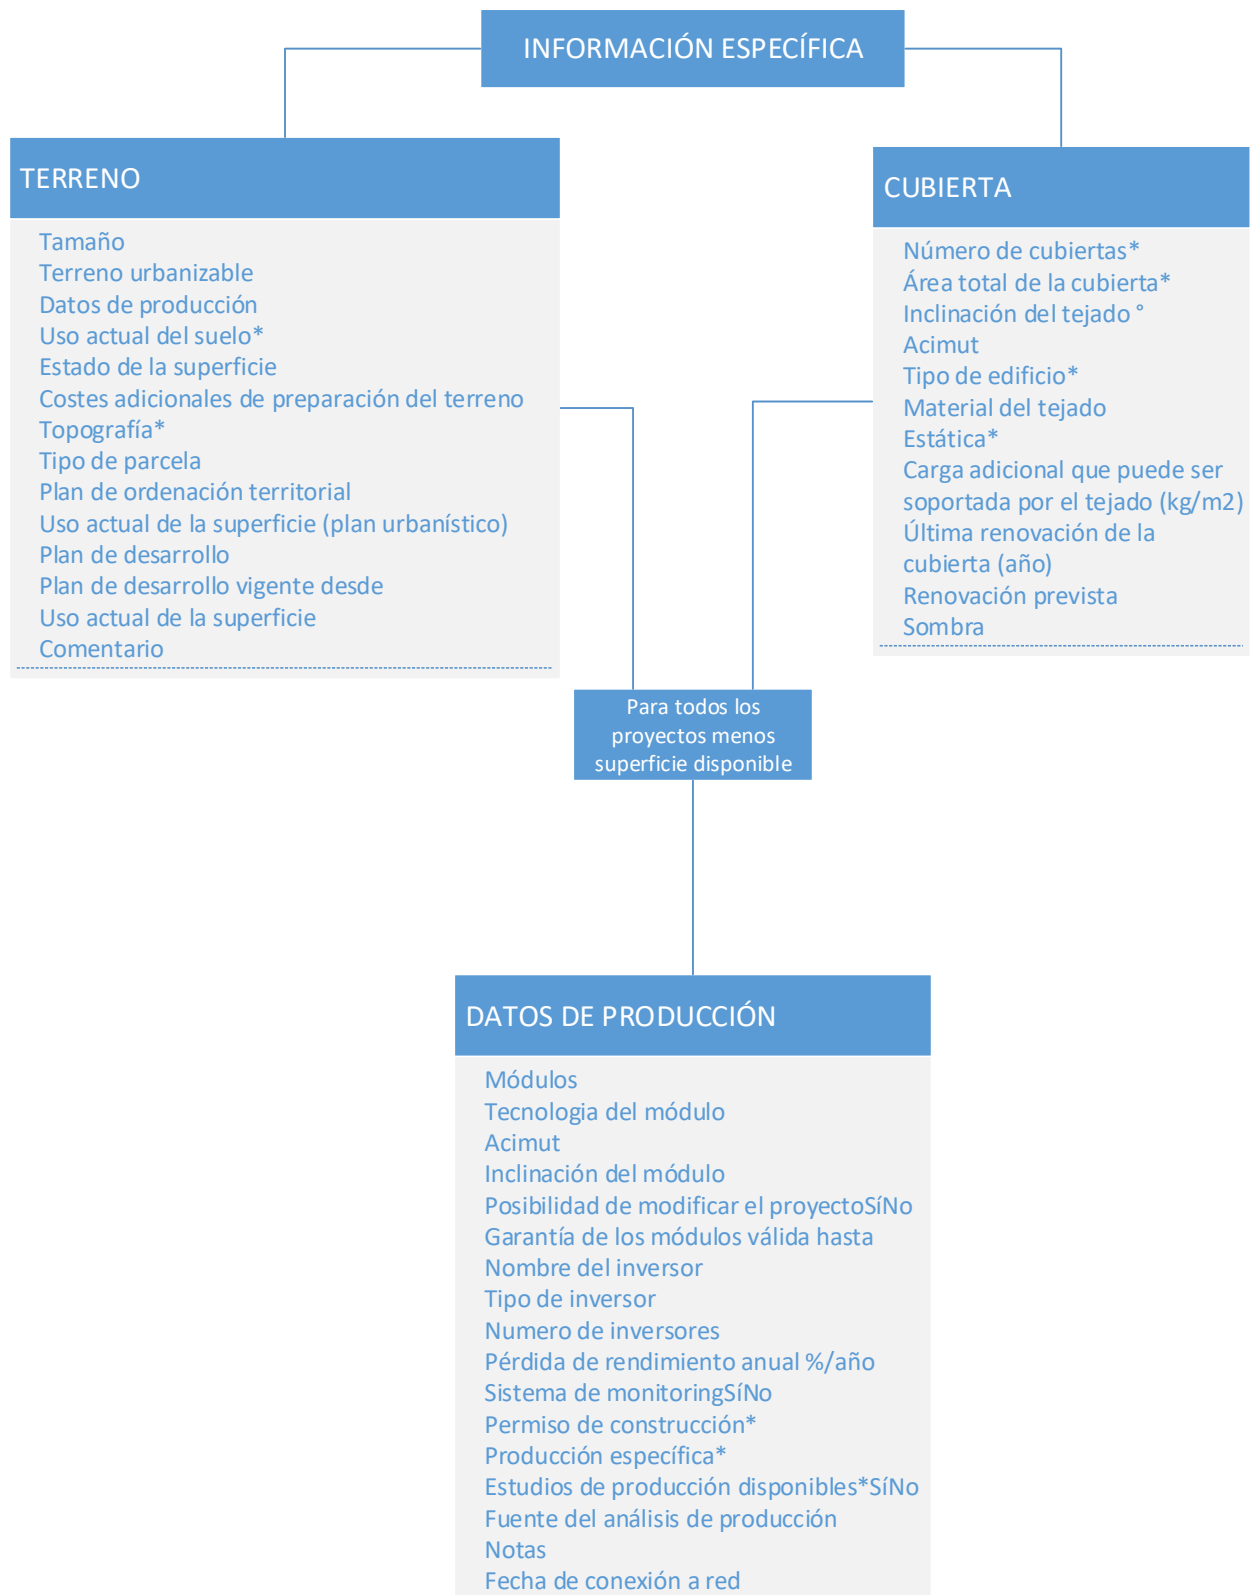 INFORMACIÓN ESPECÍFICA
TERRENO
Tamaño
Terreno urbanizable
Datos de producción
Uso actual del suelo*
Estado de la superficie
Costes adicionales de preparación del terreno
Topografía*
Tipo de parcela
Plan de ordenación territorial
Uso actual de la superficie (plan urbanístico)
Plan de desarrollo
Plan de desarrollo vigente desde
Uso actual de la superficie
Comentario
CUBIERTA
Número de cubiertas*
Área total de la cubierta*
Inclinación del tejado °
Acimut
Tipo de edificio*
Material del tejado
Estática*
Carga adicional que puede ser
soportada por el tejado (kg/m2)
Última renovación de la
cubierta (año)
Renovación prevista
Sombra
Para todos los
proyectos menos
superficie disponible
DATOS DE PRODUCCIÓN
Módulos
Tecnologia del módulo
Acimut
Inclinación del módulo
Posibilidad de modificar el proyectoSíNo
Garantía de los módulos válida hasta
Nombre del inversor
Tipo de inversor
Numero de inversores
Pérdida de rendimiento anual %/año
Sistema de monitoringSíNo
Permiso de construcción*
Producción específica*
Estudios de producción disponibles*SíNo
Fuente del análisis de producción
Notas
Fecha de conexión a red